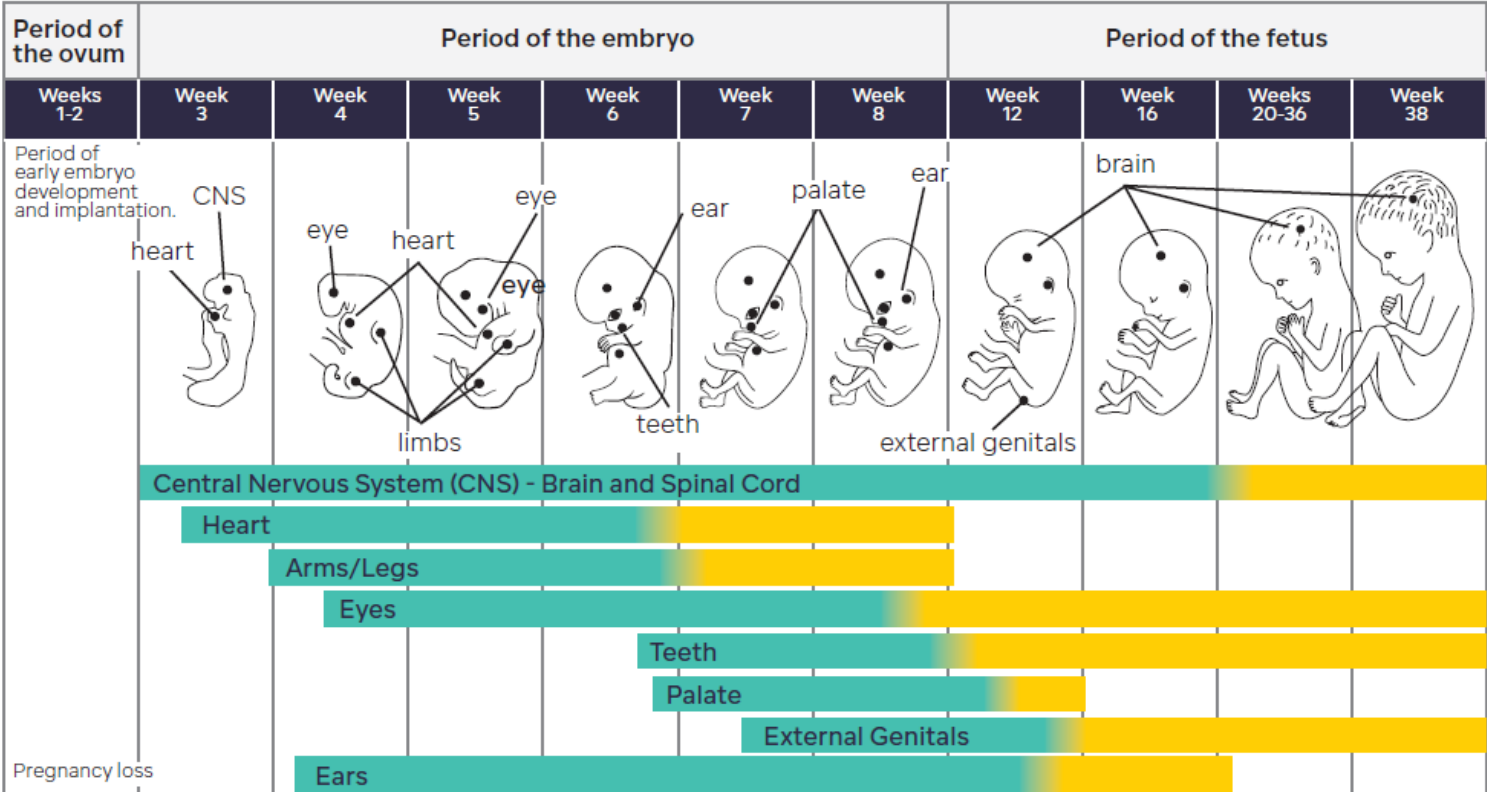 Period of
the ovum
Period of the embryo
Period of the fetus
Weeks
1-2
Week
3
Week
4
Week
5
Week
6
Week
7
Week
8
Week
12
Week
16
Weeks
20-36
Week
38
Period of
early embryo
development
and implantation.
CNS
heart
eye
heart
eye
eye
limbs
ear
teeth
palate
ear
brain
external genitals
Central Nervous System (CNS) - Brain and Spinal Cord
Heart
Arms/Legs
Eyes
Teeth
Palate
External Genitals
Pregnancy loss
Ears